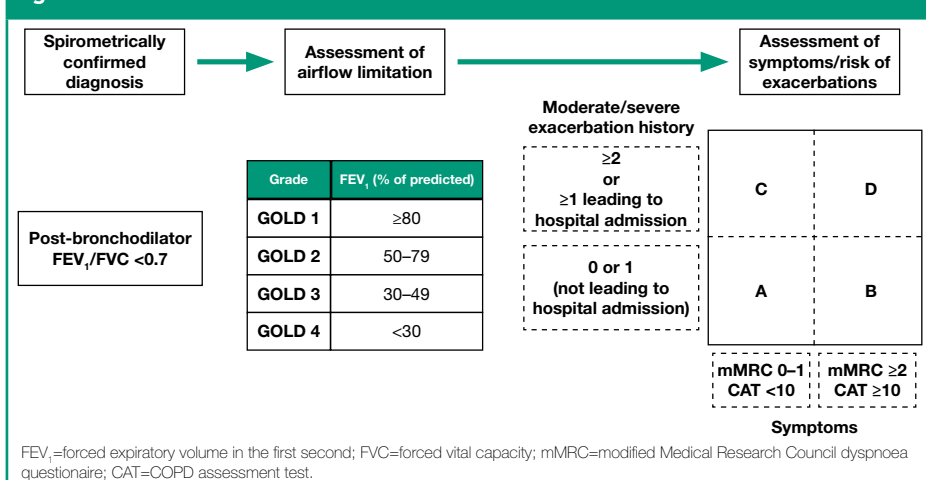 Spirometrically
confirmed
diagnosis
Assessment of
airflow limitation
Assessment of
symptoms/risk of
exacerbations
Post-bronchodilator
FEV₁/FVC <0.7
Grade FEV₁ (% of predicted)
GOLD 1 ≥80
GOLD 2 50–79
GOLD 3 30–49
GOLD 4 <30
Moderate/severe
exacerbation history
≥2
or
≥1 leading to
hospital admission
0 or 1
(not leading to
hospital admission)
C D
A B
mMRC 0–1
CAT <10
mMRC ≥2
CAT ≥10
Symptoms
FEV₁=forced expiratory volume in the first second; FVC=forced vital capacity; mMRC=modified Medical Research Council dyspnoea
questionaire; CAT=COPD assessment test.